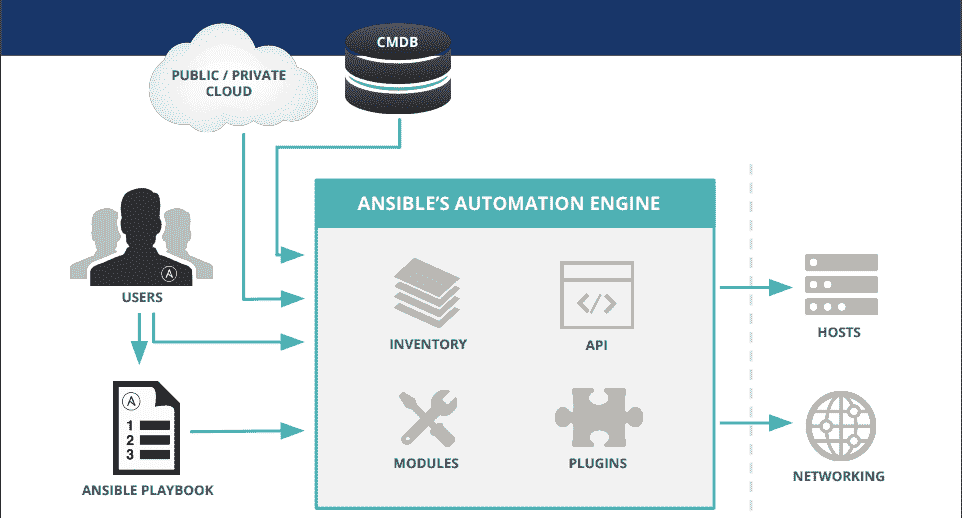 PUBLIC / PRIVATE
CLOUD
CMDB
ANSIBLE'S AUTOMATION ENGINE
A
USERS
INVENTORY
</>
API
HOSTS
A
1
2
3
ANSIBLE PLAYBOOK
MODULES
PLUGINS
NETWORKING